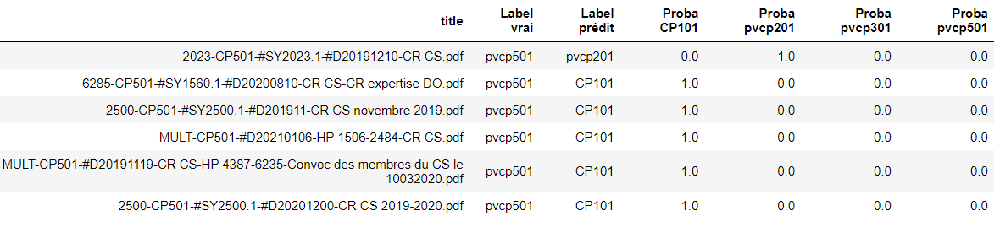 title Label vrai Label prédit Proba CP101 Proba pvcp201 Proba pvcp301 Proba pvcp501
2023-CP501-#SY2023.1-#D20191210-CR CS.pdf pvcp501 pvcp201 0.0 1.0 0.0 0.0
6285-CP501-#SY1560.1-#D20200810-CR CS-CR expertise DO.pdf pvcp501 CP101 1.0 0.0 0.0 0.0
2500-CP501-#SY2500.1-#D201911-CR CS novembre 2019.pdf pvcp501 CP101 1.0 0.0 0.0 0.0
MULT-CP501-#D20210106-HP 1506-2484-CR CS.pdf pvcp501 CP101 1.0 0.0 0.0 0.0
MULT-CP501-#D20191119-CR CS-HP 4387-6235-Convoc des membres du CS le
10032020.pdf pvcp501 CP101 1.0 0.0 0.0 0.0
2500-CP501-#SY2500.1-#D20201200-CR CS 2019-2020.pdf pvcp501 CP101 1.0 0.0 0.0 0.0